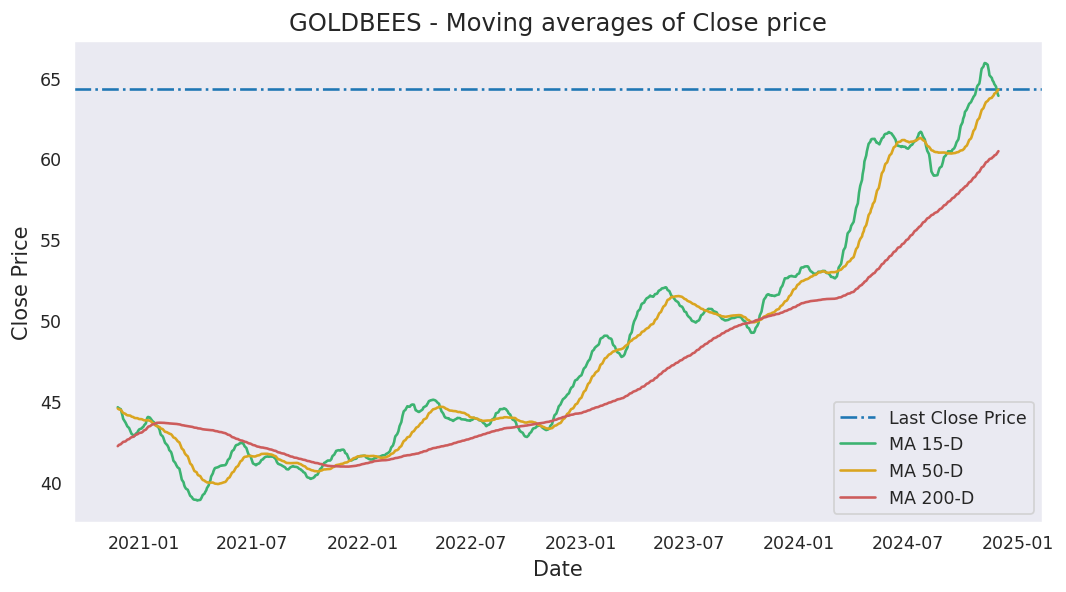 GOLDBEES - Moving averages of Close price
Close Price
65
60
55
50
45
40
Last Close Price
MA 15-D
MA 50-D
MA 200-D
2021-01 2021-07 2022-01 2022-07 2023-01 2023-07 2024-01 2024-07 2025-01
Date